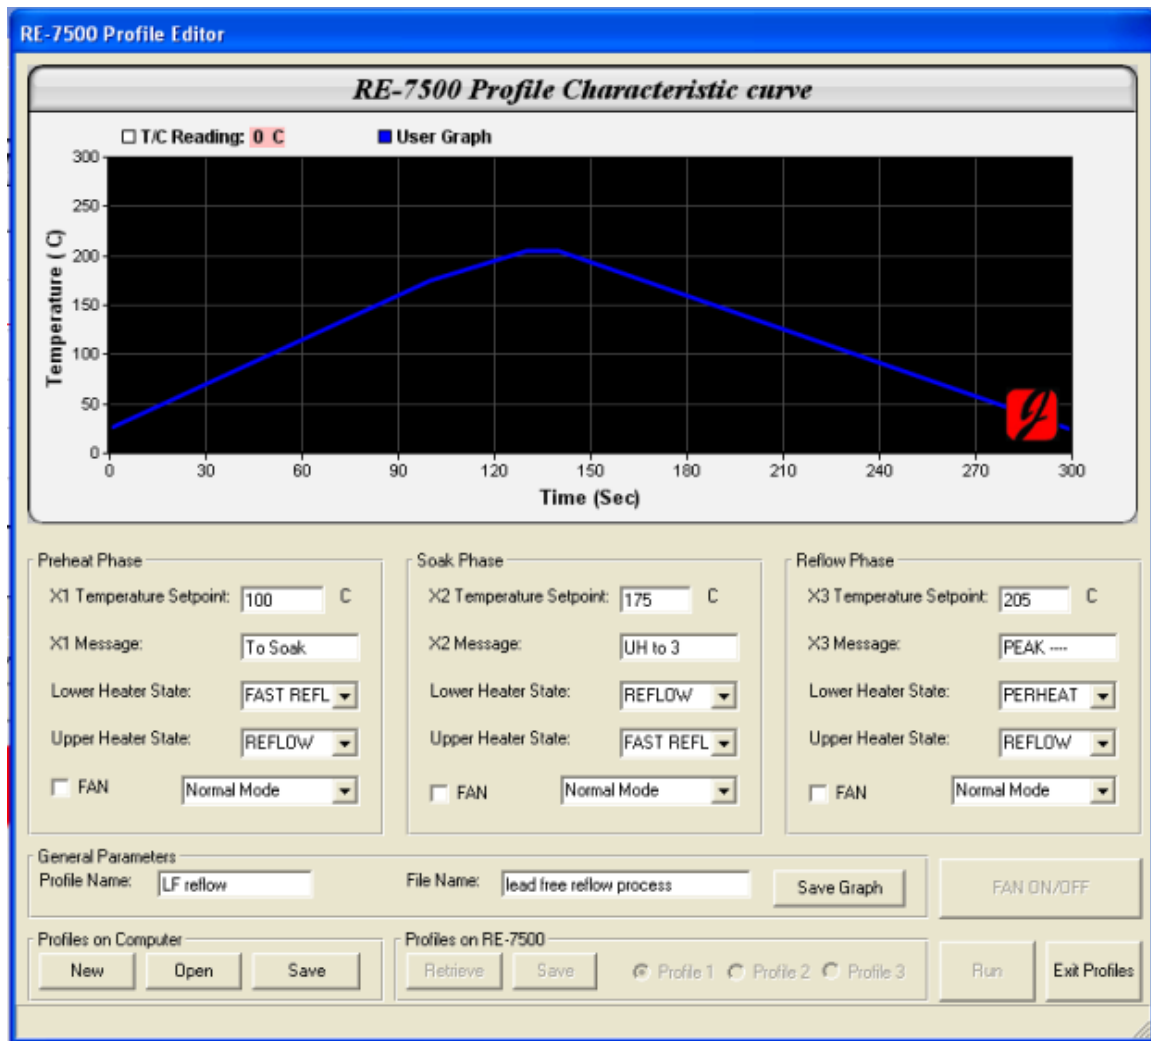 RE-7500 Profile Editor
RE-7500 Profile Characteristic curve
T/C Reading: 0 C User Graph
Temperature ( C)
300
250
200
150
100
50
0
0 30 60 90 120 150 180 210 240 270 300
Time (Sec)
Preheat Phase
X1 Temperature Setpoint: 100 C
X1 Message: To Soak
Lower Heater State: FAST REFL
Upper Heater State: REFLOW
FAN Normal Mode
Soak Phase
X2 Temperature Setpoint: 175 C
X2 Message: UH to 3
Lower Heater State: REFLOW
Upper Heater State: FAST REFL
FAN Normal Mode
Reflow Phase
X3 Temperature Setpoint: 205 C
X3 Message: PEAK ----
Lower Heater State: PERHEAT
Upper Heater State: REFLOW
FAN Normal Mode
General Parameters
Profile Name: LF reflow File Name: lead free reflow process Save Graph
FAN ON/OFF
Profiles on Computer
New Open Save
Profiles on RE-7500
Retrieve Save Profile 1 Profile 2 Profile 3
Run Exit Profiles